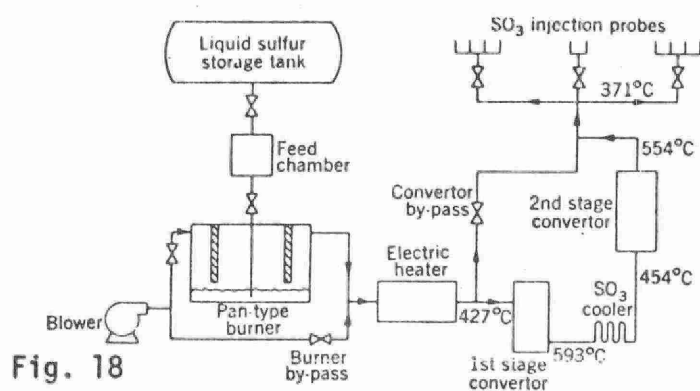 SO₃ injection probes
Liquid sulfur
storage tank
371°C
Feed
chamber
554°C
Convertor
by-pass
2nd stage
convertor
Electric
heater
454°C
SO₃
cooler
Pan-type
burner
Blower
427°C
593°C
Burner
by-pass
1st stage
convertor
Fig. 18